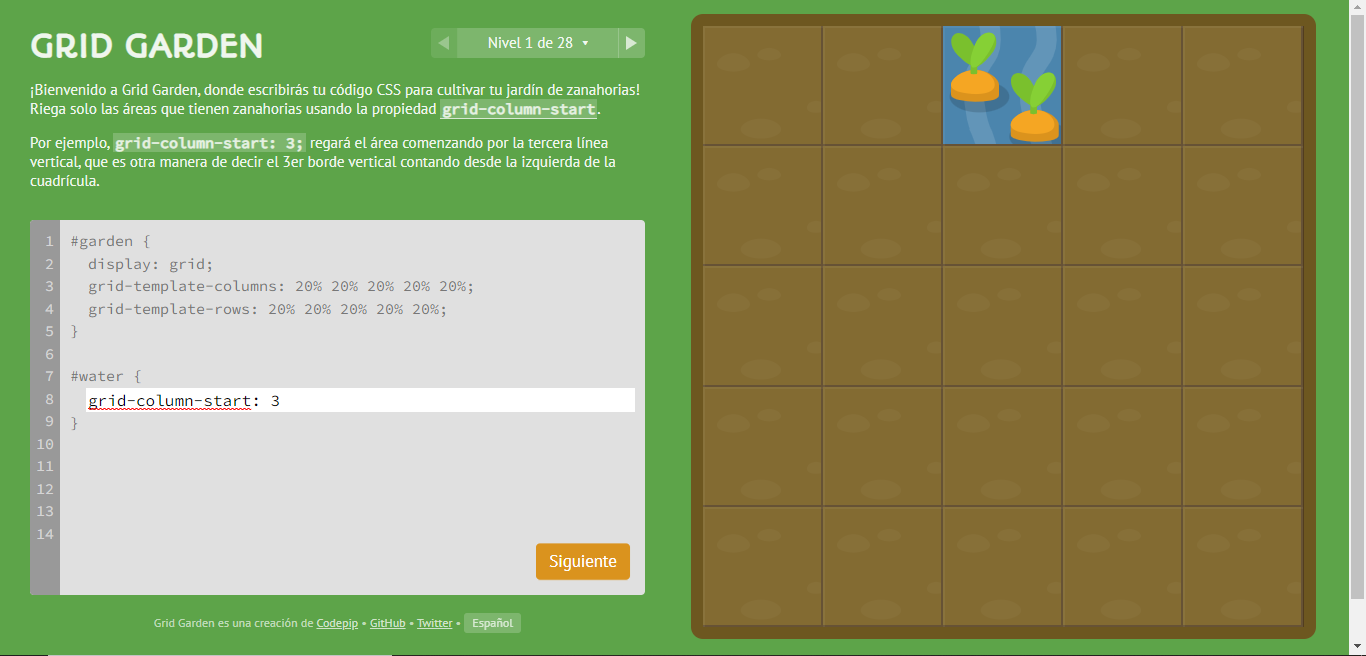 GRID GARDEN
Nivel 1 de 28
¡Bienvenido a Grid Garden, donde escribirás tu código CSS para cultivar tu jardín de zanahorias!
Riega solo las áreas que tienen zanahorias usando la propiedad grid-column-start.
Por ejemplo, grid-column-start: 3; regará el área comenzando por la tercera línea
vertical, que es otra manera de decir el 3er borde vertical contando desde la izquierda de la
cuadrícula.
1 #garden {
2 display: grid;
3 grid-template-columns: 20% 20% 20% 20% 20%;
4 grid-template-rows: 20% 20% 20% 20% 20%;
5 }
6
7 #water {
8 grid-column-start: 3
9 }
10
11
12
13
14
Siguiente
Grid Garden es una creación de Codepip • GitHub • Twitter • Español